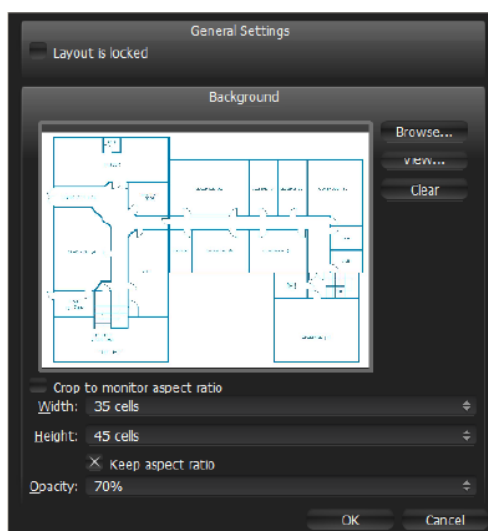 General Settings
Layout is locked
Background
Browse...
View...
Clear
Crop to monitor aspect ratio
Width: 35 cells
Height: 45 cells
Keep aspect ratio
Opacity: 70%
OK Cancel